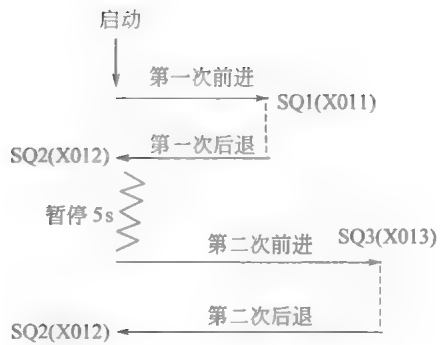 启动
第一次前进
SQ1(X011)
第一次后退
SQ2(X012)
暂停 5s
第二次前进
SQ3(X013)
第二次后退
SQ2(X012)